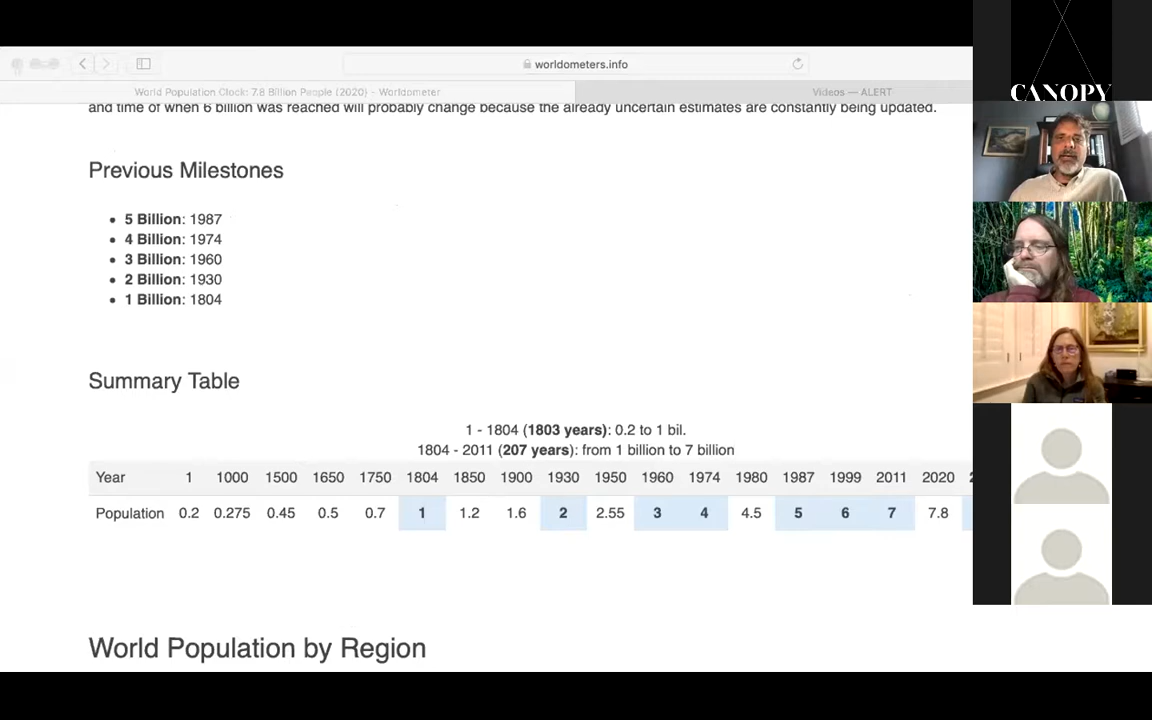 worldometers.info
World Population Clock: 7.8 Billion People (2020) - Worldometer
Videos — ALERT
and time of when 6 billion was reached will probably change because the already uncertain estimates are constantly being updated.
Previous Milestones
• 5 Billion: 1987
• 4 Billion: 1974
• 3 Billion: 1960
• 2 Billion: 1930
• 1 Billion: 1804
Summary Table
1 - 1804 (1803 years): 0.2 to 1 bil.
1804 - 2011 (207 years): from 1 billion to 7 billion
Year 1 1000 1500 1650 1750 1804 1850 1900 1930 1950 1960 1974 1980 1987 1999 2011 2020
Population 0.2 0.275 0.45 0.5 0.7 1 1.2 1.6 2 2.55 3 4 4.5 5 6 7 7.8
World Population by Region
CANOPY